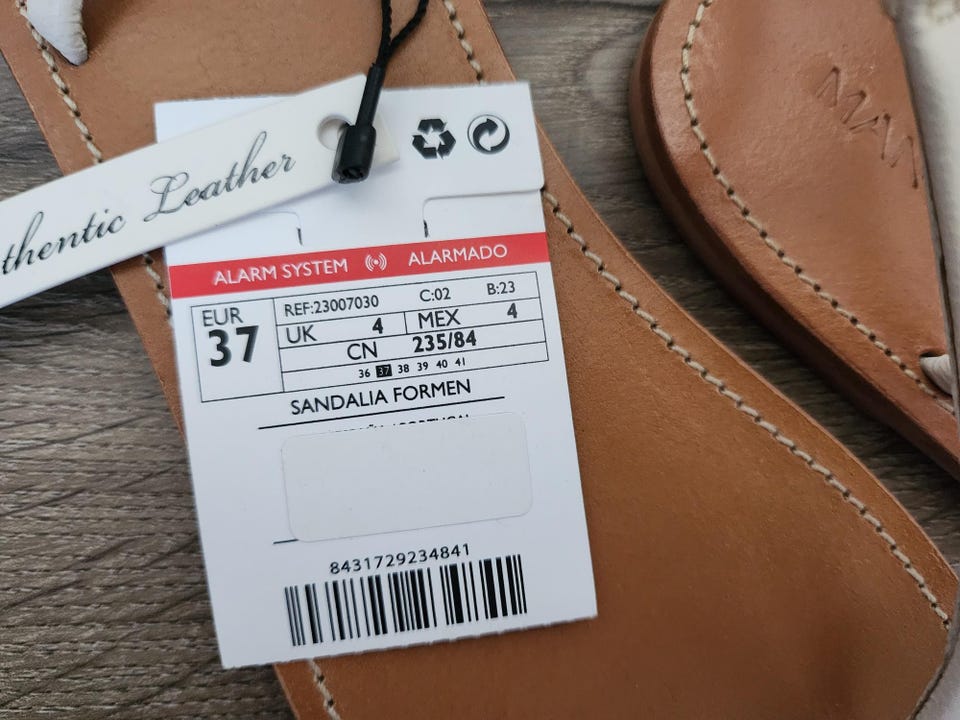 thentic Leather
ALARM SYSTEM ALARMADO
EUR
37
REF:23007030 C:02 B:23
UK 4 MEX 4
CN 235/84
36 37 38 39 40 41
SANDALIA FORMEN
8431729234841
MAN